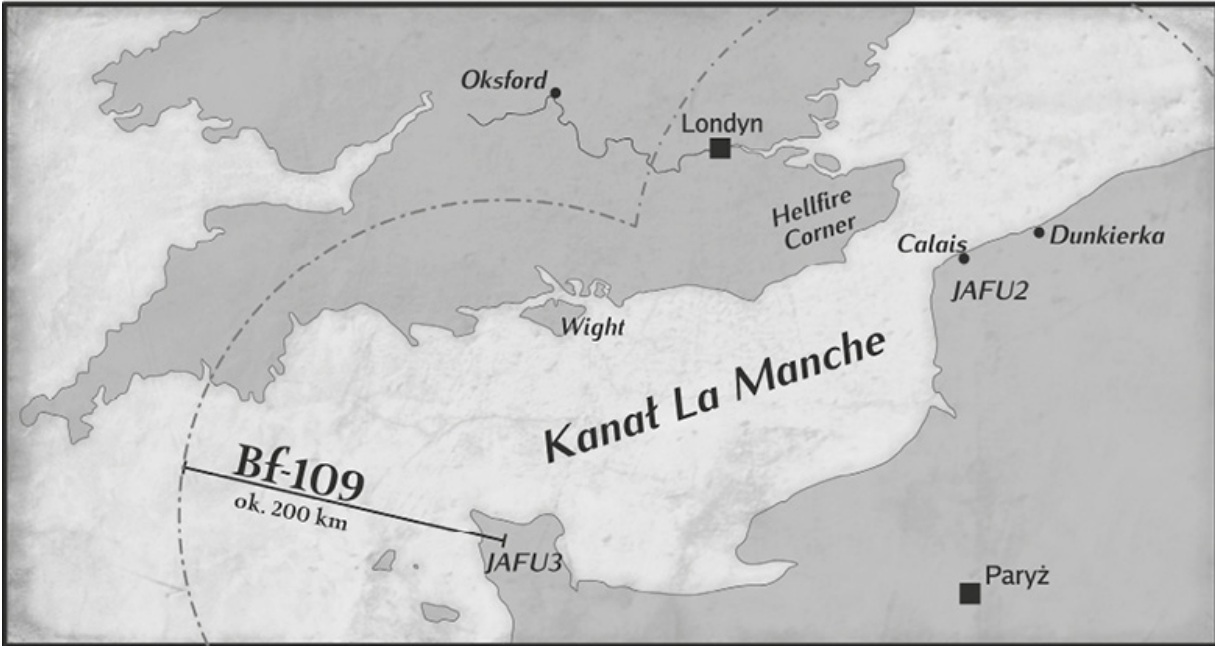 Oksford
Londyn
Hellfire
Corner
Calais
Dunkierka
JAFU2
Wight
Kanał La Manche
Bf-109
ok. 200 km
JAFU3
Paryż